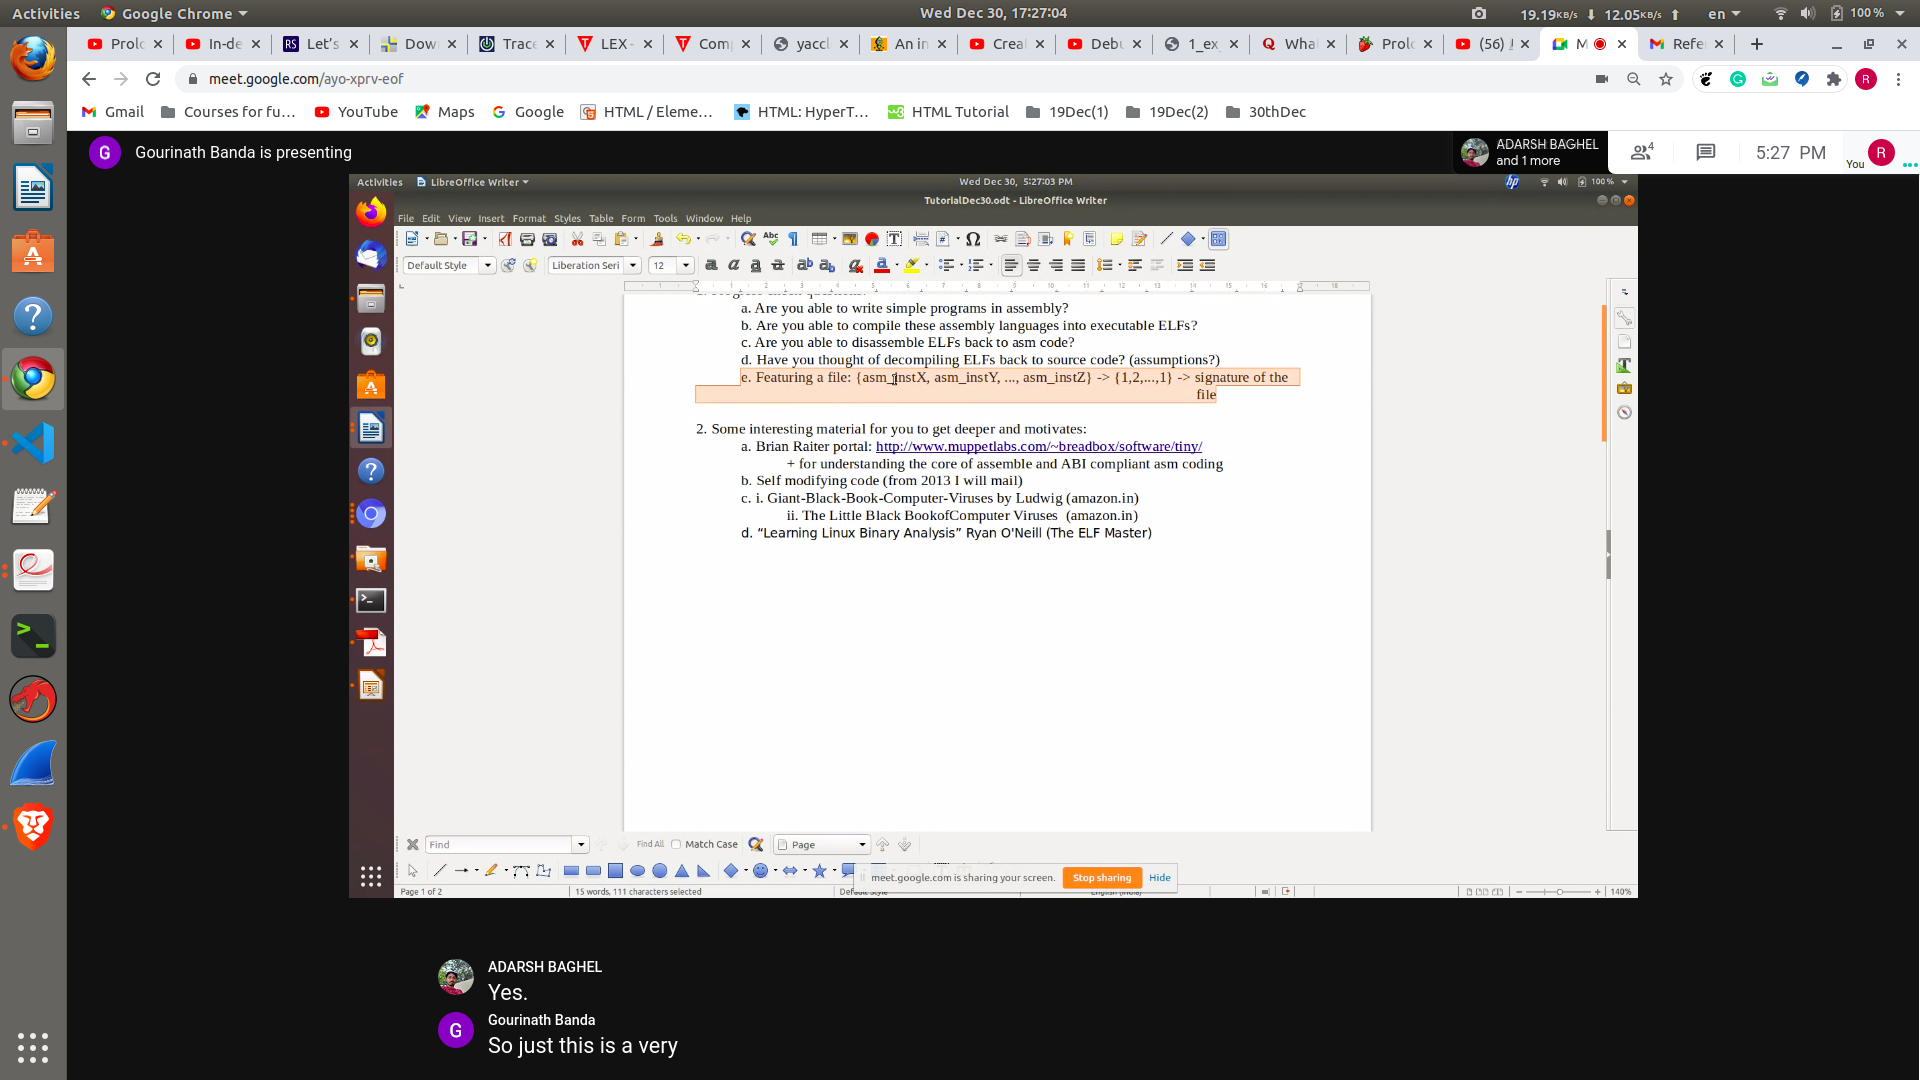 Activities Google Chrome Wed Dec 30, 17:27:04 19.19KB/s 12.05KB/s en 100 %
Prolo In-de Let's Dow Trace LEX - Com yaccl An in Crea Debu 1_ex Wha Prolo (56) M Refe
meet.google.com/ayo-xprv-eof
Gmail Courses for fu... YouTube Maps Google HTML / Eleme... HTML: HyperT... HTML Tutorial 19Dec(1) 19Dec(2) 30thDec
G Gourinath Banda is presenting
ADARSH BAGHEL
and 1 more
4
5:27 PM
You R
Activities LibreOffice Writer Wed Dec 30, 5:27:03 PM 100 %
TutorialDec30.odt - LibreOffice Writer
File Edit View Insert Format Styles Table Form Tools Window Help
Default Style Liberation Seri 12
a. Are you able to write simple programs in assembly?
b. Are you able to compile these assembly languages into executable ELFs?
c. Are you able to disassemble ELFs back to asm code?
d. Have you thought of decompiling ELFs back to source code? (assumptions?)
e. Featuring a file: {asm_instX, asm_instY, ..., asm_instZ} -> {1,2,...,1} -> signature of the
file
2. Some interesting material for you to get deeper and motivates:
a. Brian Raiter portal: http://www.muppetlabs.com/~breadbox/software/tiny/
+ for understanding the core of assemble and ABI compliant asm coding
b. Self modifying code (from 2013 I will mail)
c. i. Giant-Black-Book-Computer-Viruses by Ludwig (amazon.in)
ii. The Little Black BookofComputer Viruses (amazon.in)
d. “Learning Linux Binary Analysis” Ryan O'Neill (The ELF Master)
Find Find All Match Case Page
meet.google.com is sharing your screen. Stop sharing Hide
Page 1 of 2 15 words, 111 characters selected Default Style English (India) 140%
ADARSH BAGHEL
Yes.
G Gourinath Banda
So just this is a very